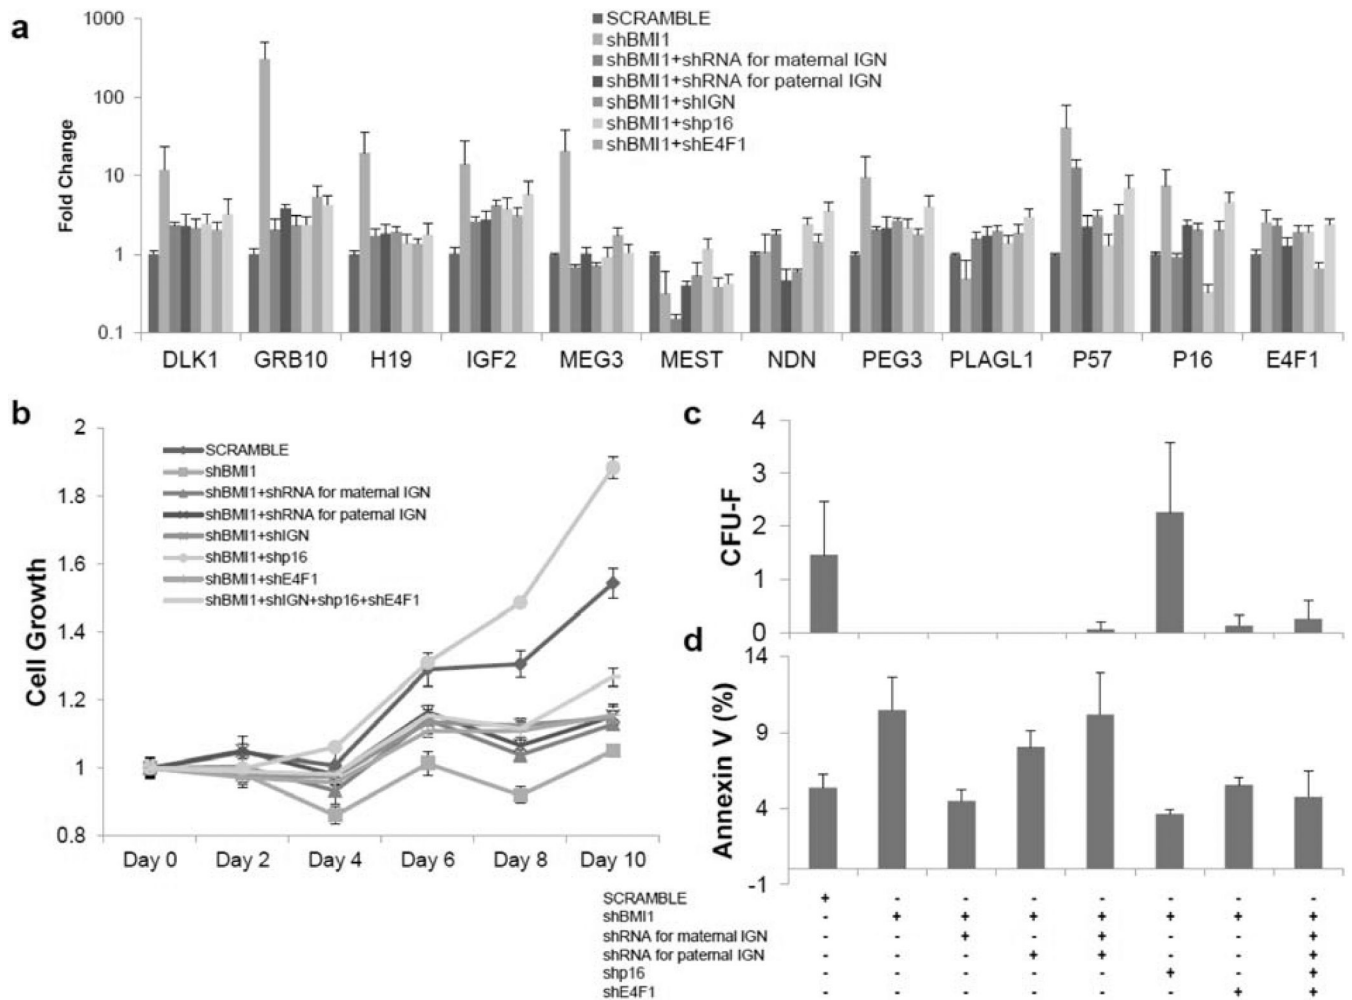 a
1000
100
10
1
0.1
Fold Change
SCRAMBLE
shBMI1
shBMI1+shRNA for maternal IGN
shBMI1+shRNA for paternal IGN
shBMI1+shIGN
shBMI1+shp16
shBMI1+shE4F1
DLK1 GRB10 H19 IGF2 MEG3 MEST NDN PEG3 PLAGL1 P57 P16 E4F1
b
2
1.8
1.6
1.4
1.2
1
0.8
Cell Growth
SCRAMBLE
shBMI1
shBMI1+shRNA for maternal IGN
shBMI1+shRNA for paternal IGN
shBMI1+shIGN
shBMI1+shp16
shBMI1+shE4F1
shBMI1+shIGN+shp16+shE4F1
Day 0 Day 2 Day 4 Day 6 Day 8 Day 10
c
4
3
2
1
0
CFU-F
d
14
9
4
-1
Annexin V (%)
SCRAMBLE + - - - - - - -
shBMI1 - + + + + + + +
shRNA for maternal IGN - - + - + - - +
shRNA for paternal IGN - - - + + - - +
shp16 - - - - - + - +
shE4F1 - - - - - - + +